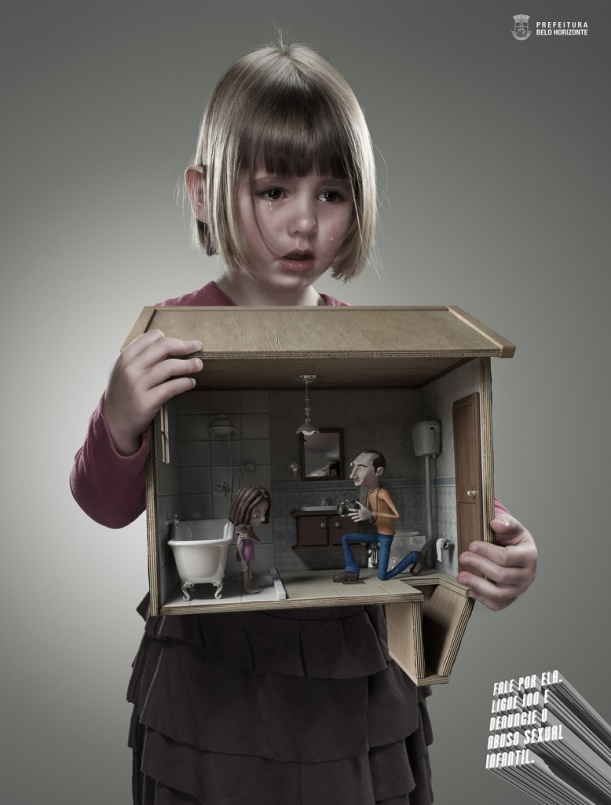 PREFEITURA
BELO HORIZONTE
FALE POR ELA.
LIGUE 100 E
DENUNCIE O
ABUSO SEXUAL
INFANTIL.